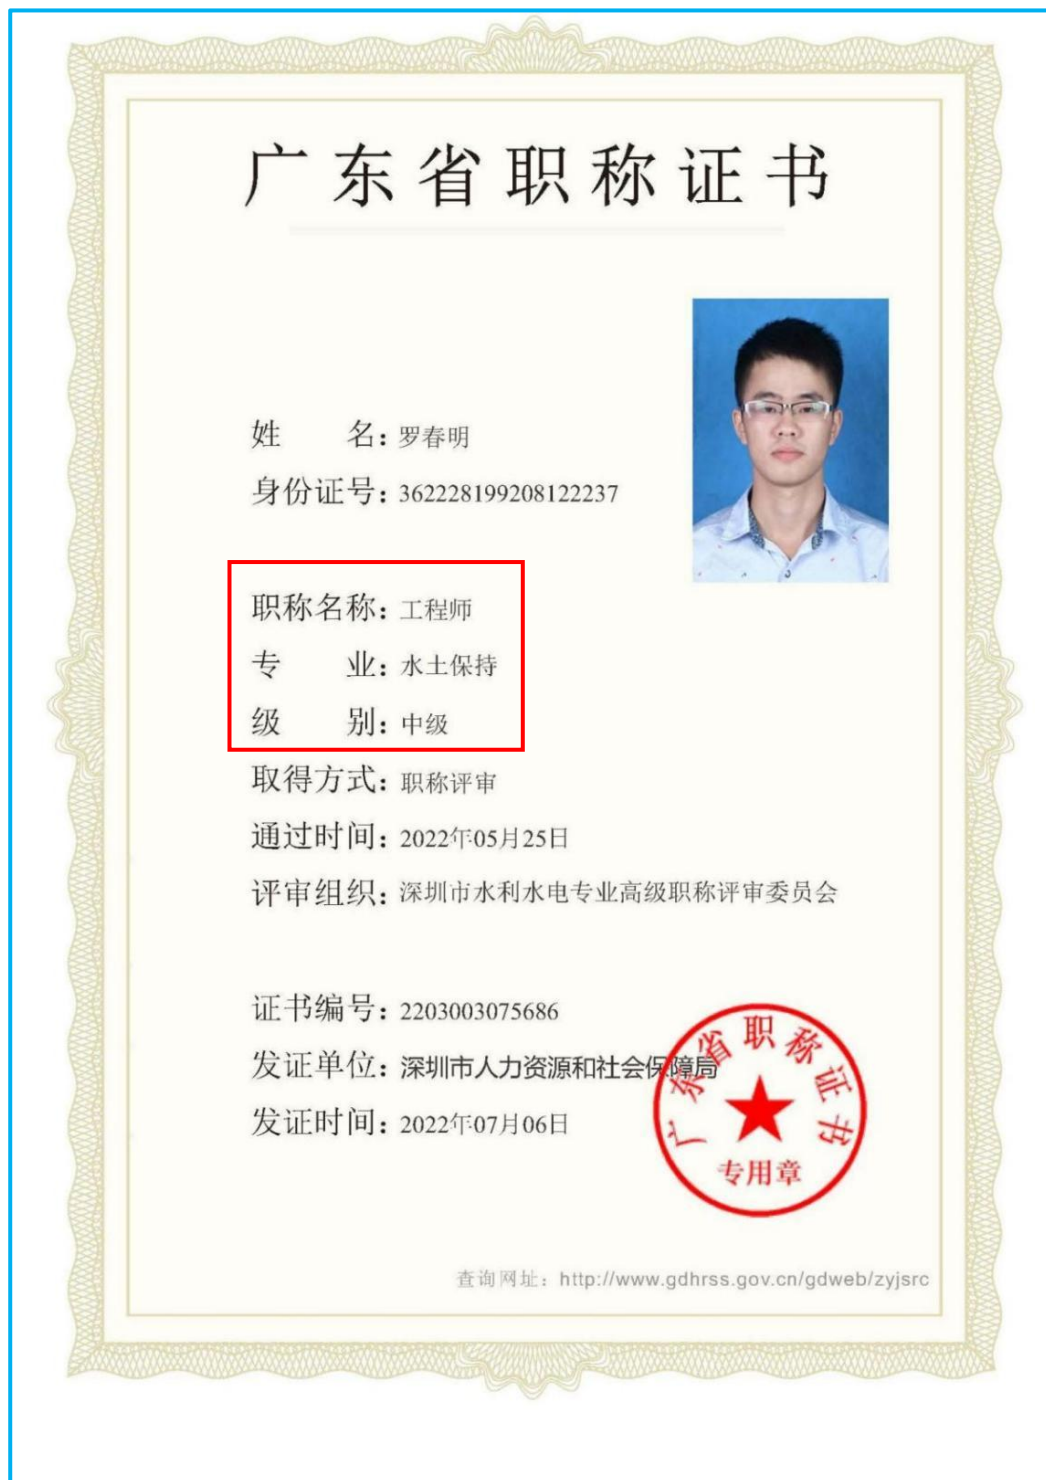 广东省职称证书
姓 名：罗春明
身份证号：362228199208122237
职称名称：工程师
专 业：水土保持
级 别：中级
取得方式：职称评审
通过时间：2022年05月25日
评审组织：深圳市水利水电专业高级职称评审委员会
证书编号：2203003075686
发证单位：深圳市人力资源和社会保障局
发证时间：2022年07月06日
广东省职称证书
专用章
查询网址：http://www.gdhrss.gov.cn/gdweb/zyjsrc